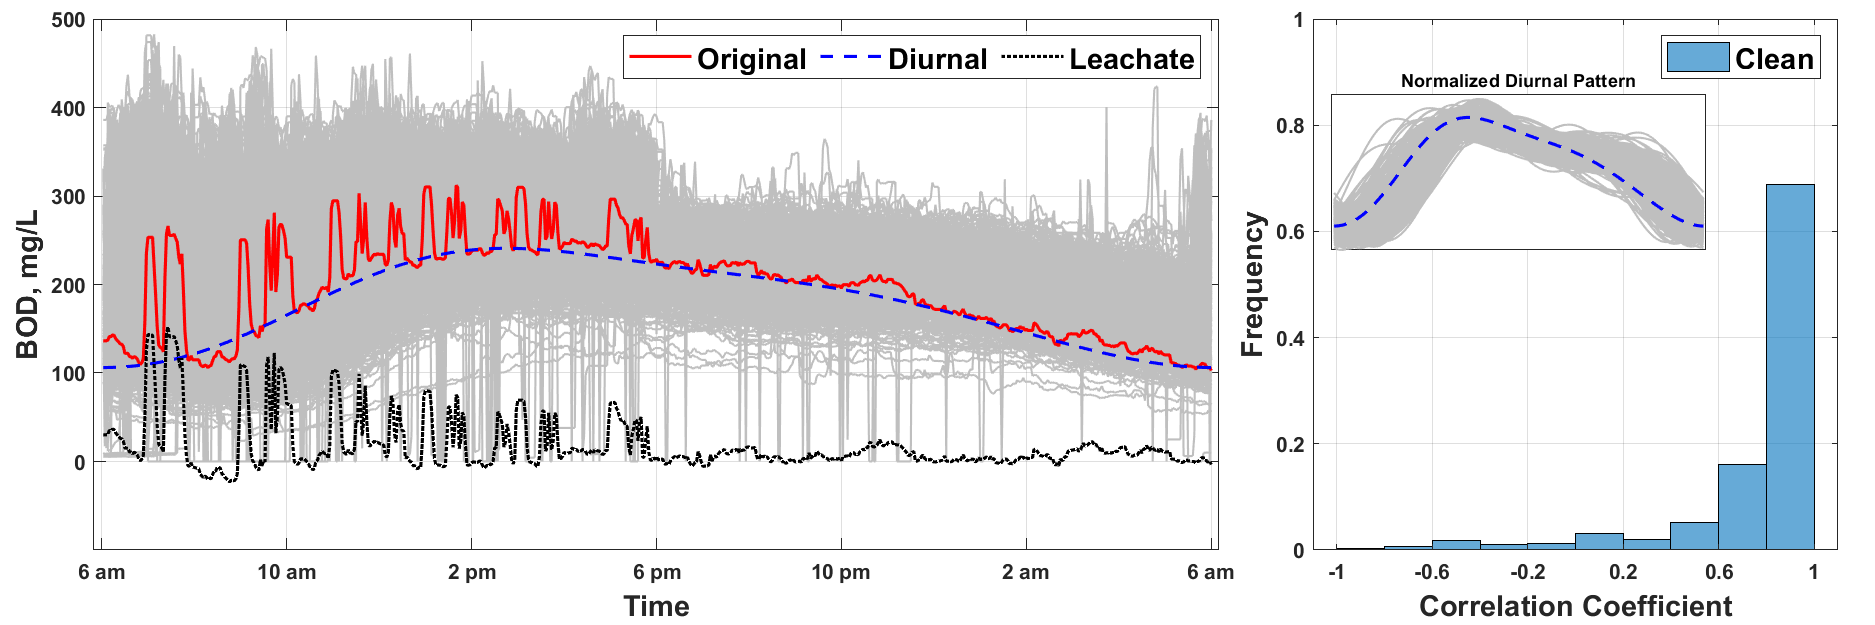 500
400
300
200
100
0
BOD, mg/L
Original Diurnal Leachate
6 am 10 am 2 pm 6 pm 10 pm 2 am 6 am
Time
1
0.8
0.6
0.4
0.2
0
Frequency
Clean
Normalized Diurnal Pattern
-1 -0.6 -0.2 0.2 0.6 1
Correlation Coefficient